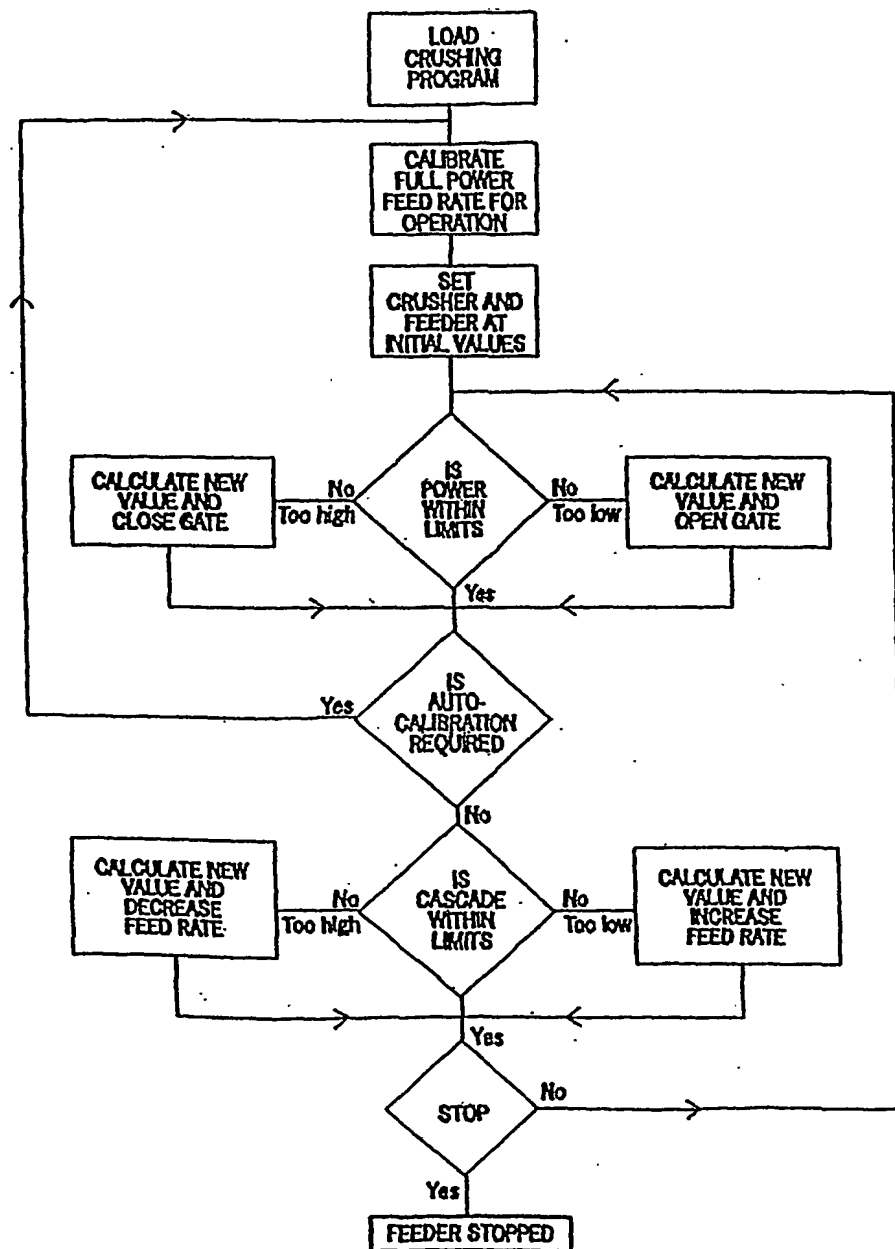 LOAD
CRUSHING
PROGRAM
CALIBRATE
FULL POWER
FEED RATE FOR
OPERATION
SET
CRUSHER AND
FEEDER AT
INITIAL VALUES
CALCULATE NEW
VALUE AND
CLOSE GATE
No
Too high
IS
POWER
WITHIN
LIMITS
No
Too low
CALCULATE NEW
VALUE AND
OPEN GATE
Yes
Yes
IS
AUTO-
CALIBRATION
REQUIRED
No
CALCULATE NEW
VALUE AND
DECREASE
FEED RATE
No
Too high
IS
CASCADE
WITHIN
LIMITS
No
Too low
CALCULATE NEW
VALUE AND
INCREASE
FEED RATE
Yes
STOP
No
Yes
FEEDER STOPPED